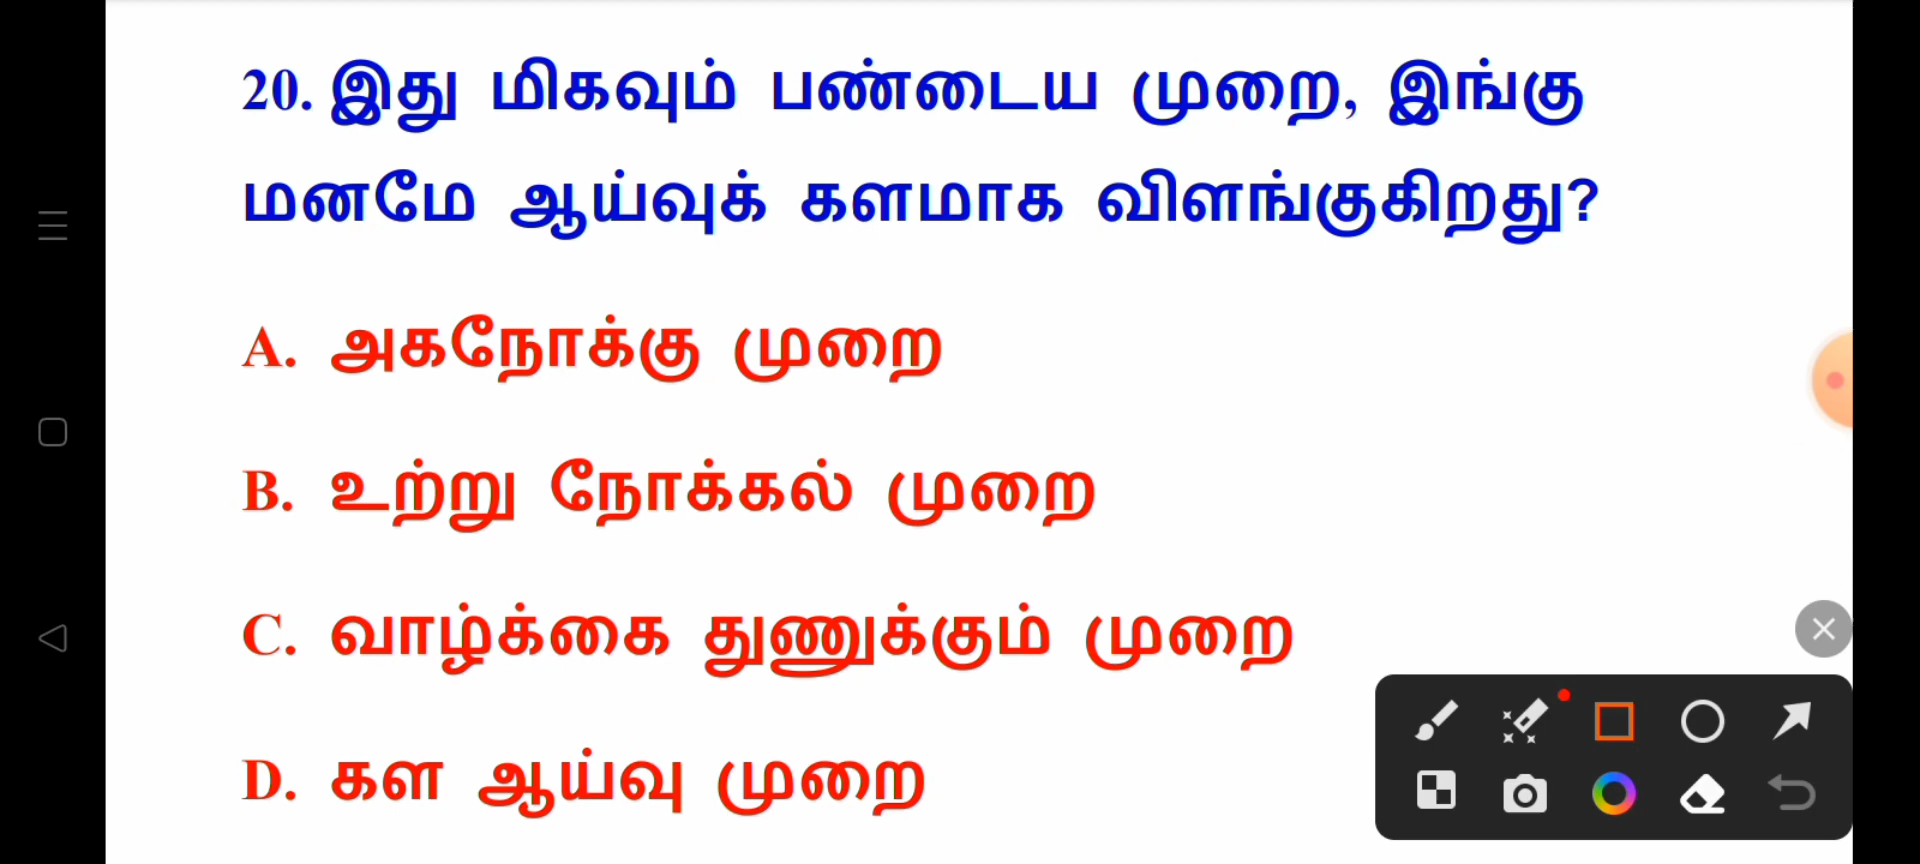 20. இது மிகவும் பண்டைய முறை, இங்கு
மனமே ஆய்வுக் களமாக விளங்குகிறது?
A. அகநோக்கு முறை
B. உற்று நோக்கல் முறை
C. வாழ்க்கை துணுக்கும் முறை
D. கள ஆய்வு முறை